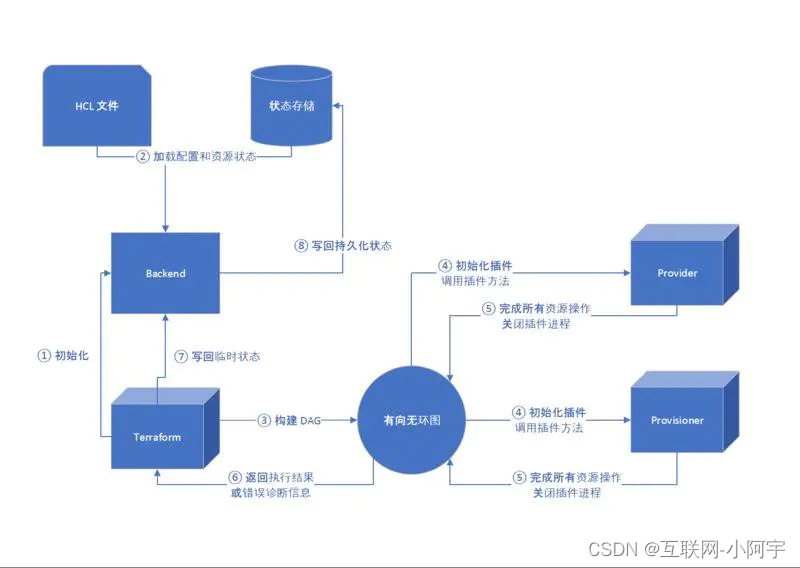 HCL 文件
状态存储
② 加载配置和资源状态
⑧ 写回持久化状态
④ 初始化插件
调用插件方法
Backend
Provider
⑤ 完成所有资源操作
关闭插件进程
① 初始化
⑦ 写回临时状态
④ 初始化插件
调用插件方法
③ 构建 DAG
有向无环图
Provisioner
Terraform
⑥ 返回执行结果
或错误诊断信息
⑤ 完成所有资源操作
关闭插件进程
CSDN @互联网-小阿宇